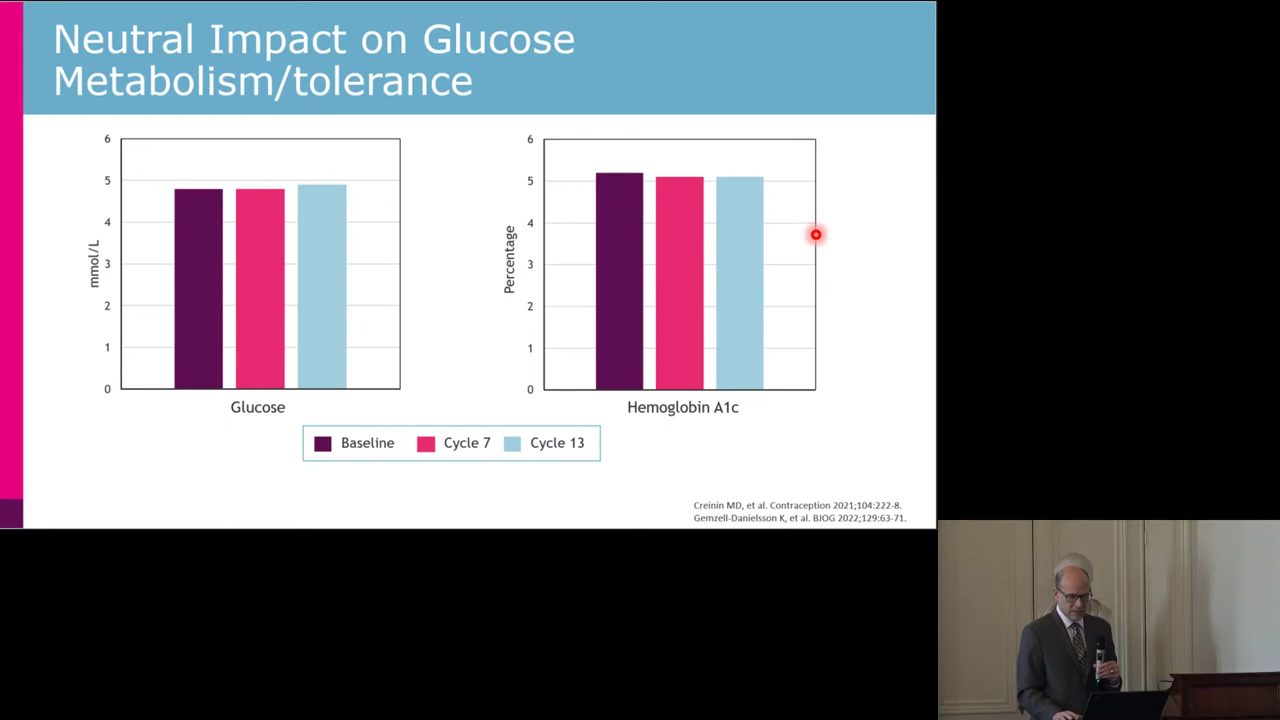 Neutral Impact on Glucose
Metabolism/tolerance
6
5
4
3
2
1
0
mmol/L
Glucose
6
5
4
3
2
1
0
Percentage
Hemoglobin A1c
Baseline
Cycle 7
Cycle 13
Creinin MD, et al. Contraception 2021;104:222-8.
Gemzell-Danielsson K, et al. BJOG 2022;129:63-71.